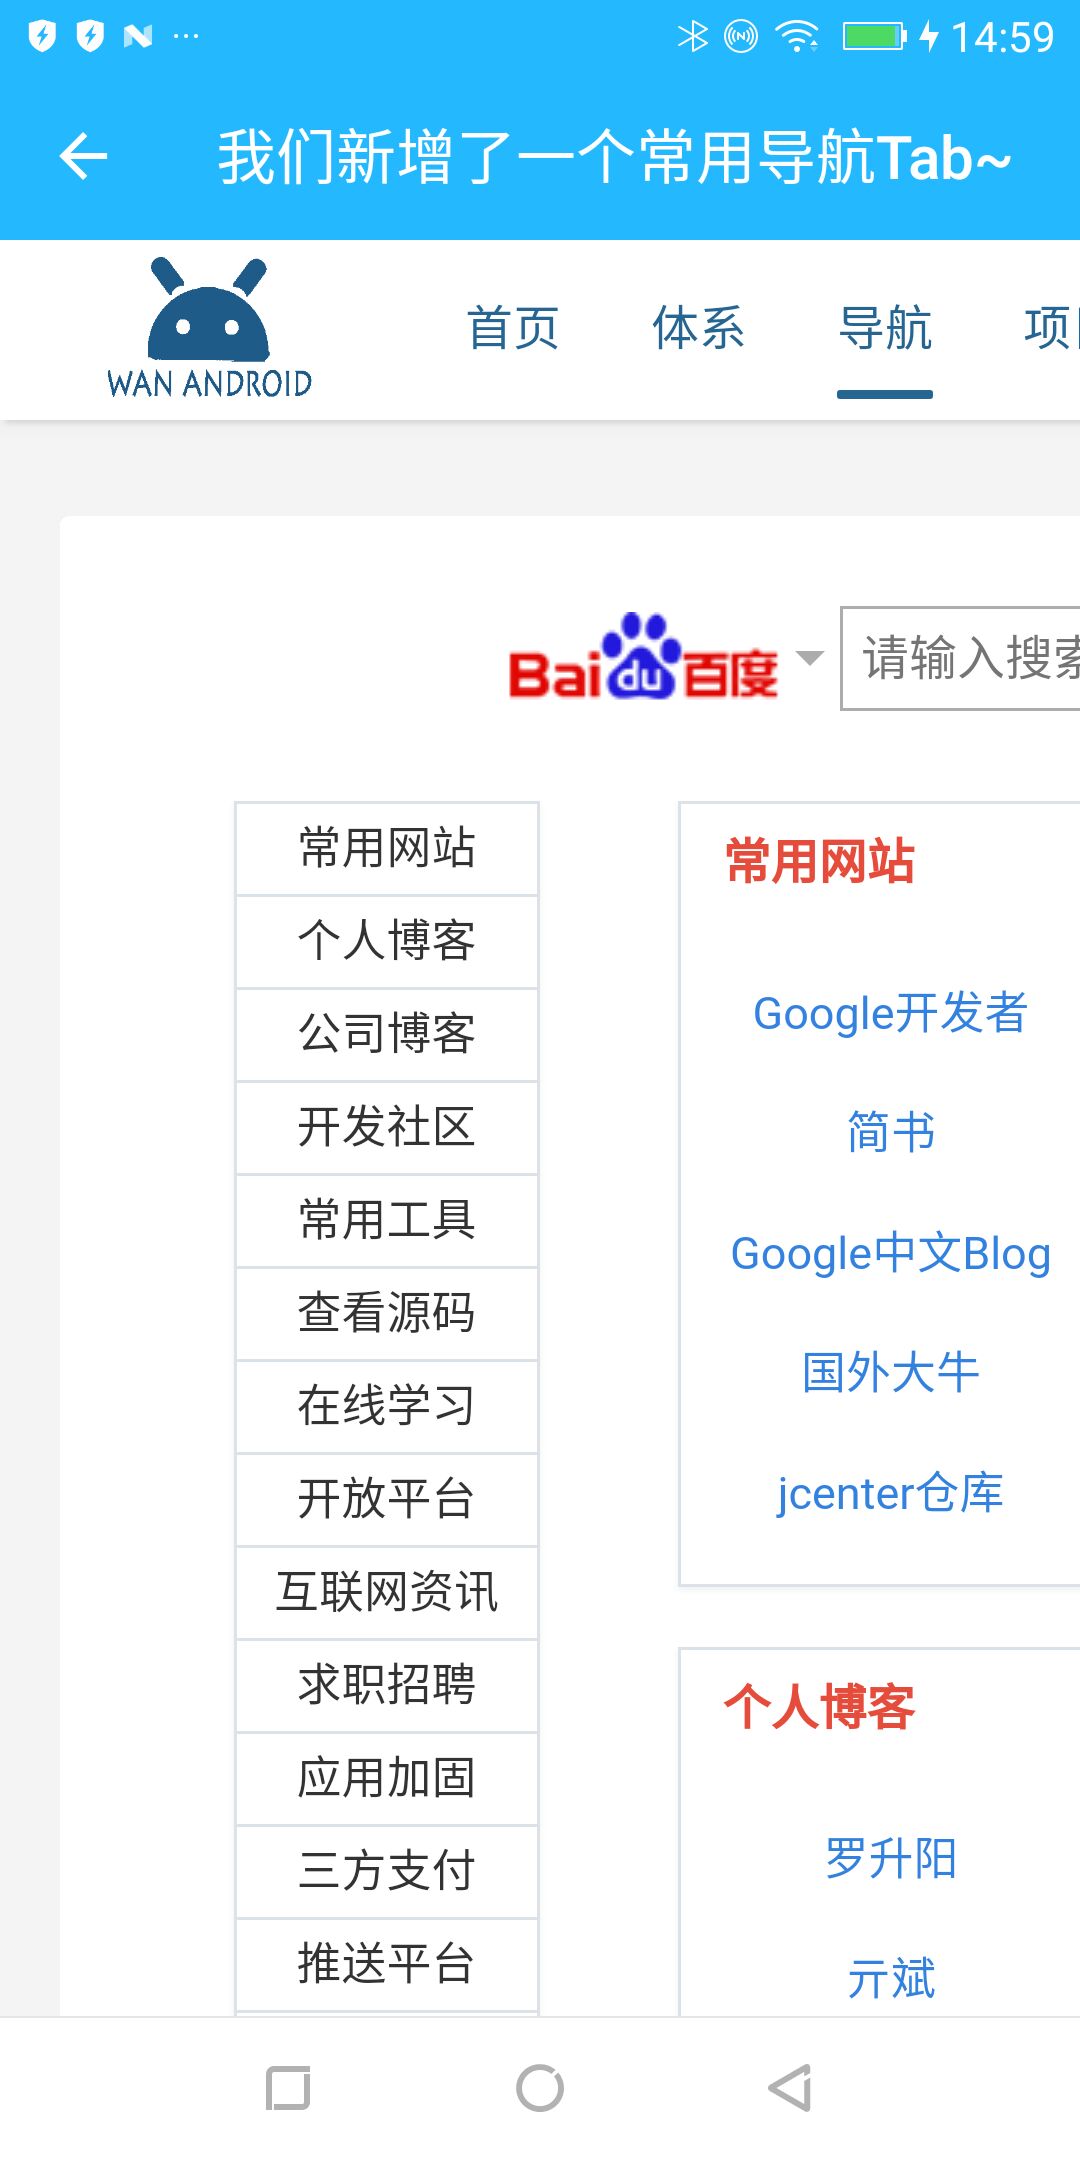 14:59
我们新增了一个常用导航Tab~
WAN ANDROID
首页 体系 导航 项
Bai du 百度
请输入搜索
常用网站
个人博客
公司博客
开发社区
常用工具
查看源码
在线学习
开放平台
互联网资讯
求职招聘
应用加固
三方支付
推送平台
常用网站
Google开发者
简书
Google中文Blog
国外大牛
jcenter仓库
个人博客
罗升阳
亓斌